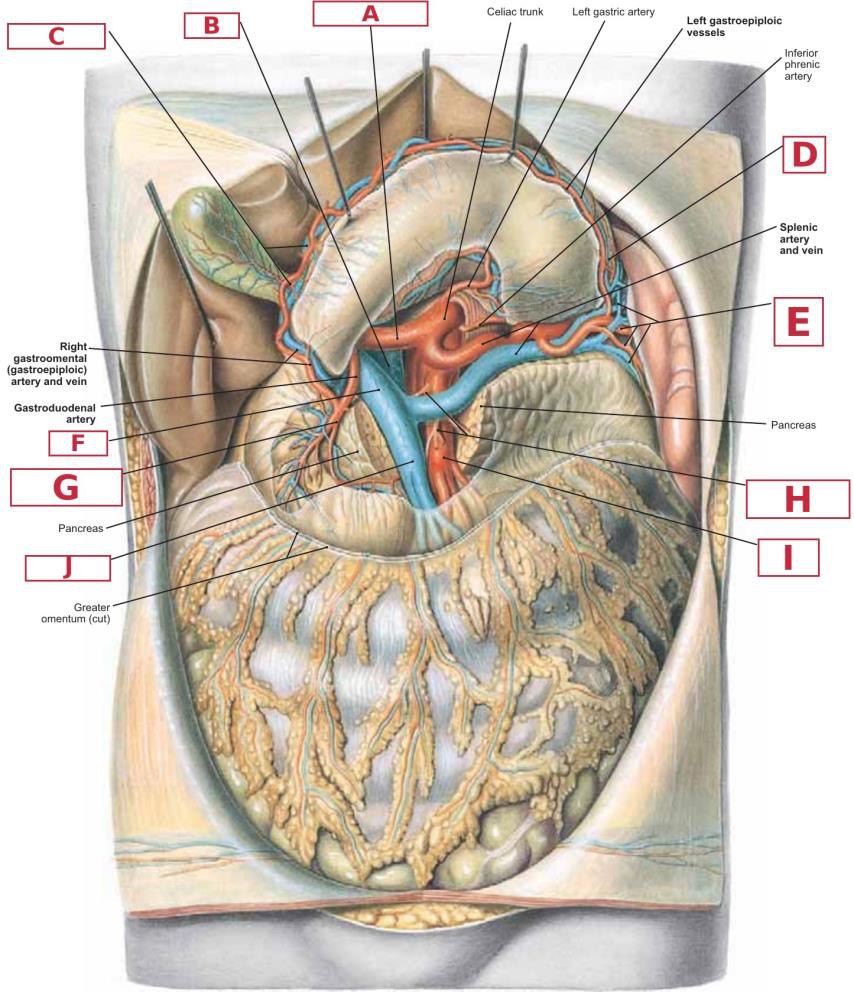 A
B
C
Celiac trunk
Left gastric artery
Left gastroepiploic
vessels
Inferior
phrenic
artery
D
Splenic
artery
and vein
E
Right
gastroomental
(gastroepiploic)
artery and vein
Gastroduodenal
artery
F
G
Pancreas
H
Pancreas
I
J
Greater
omentum (cut)